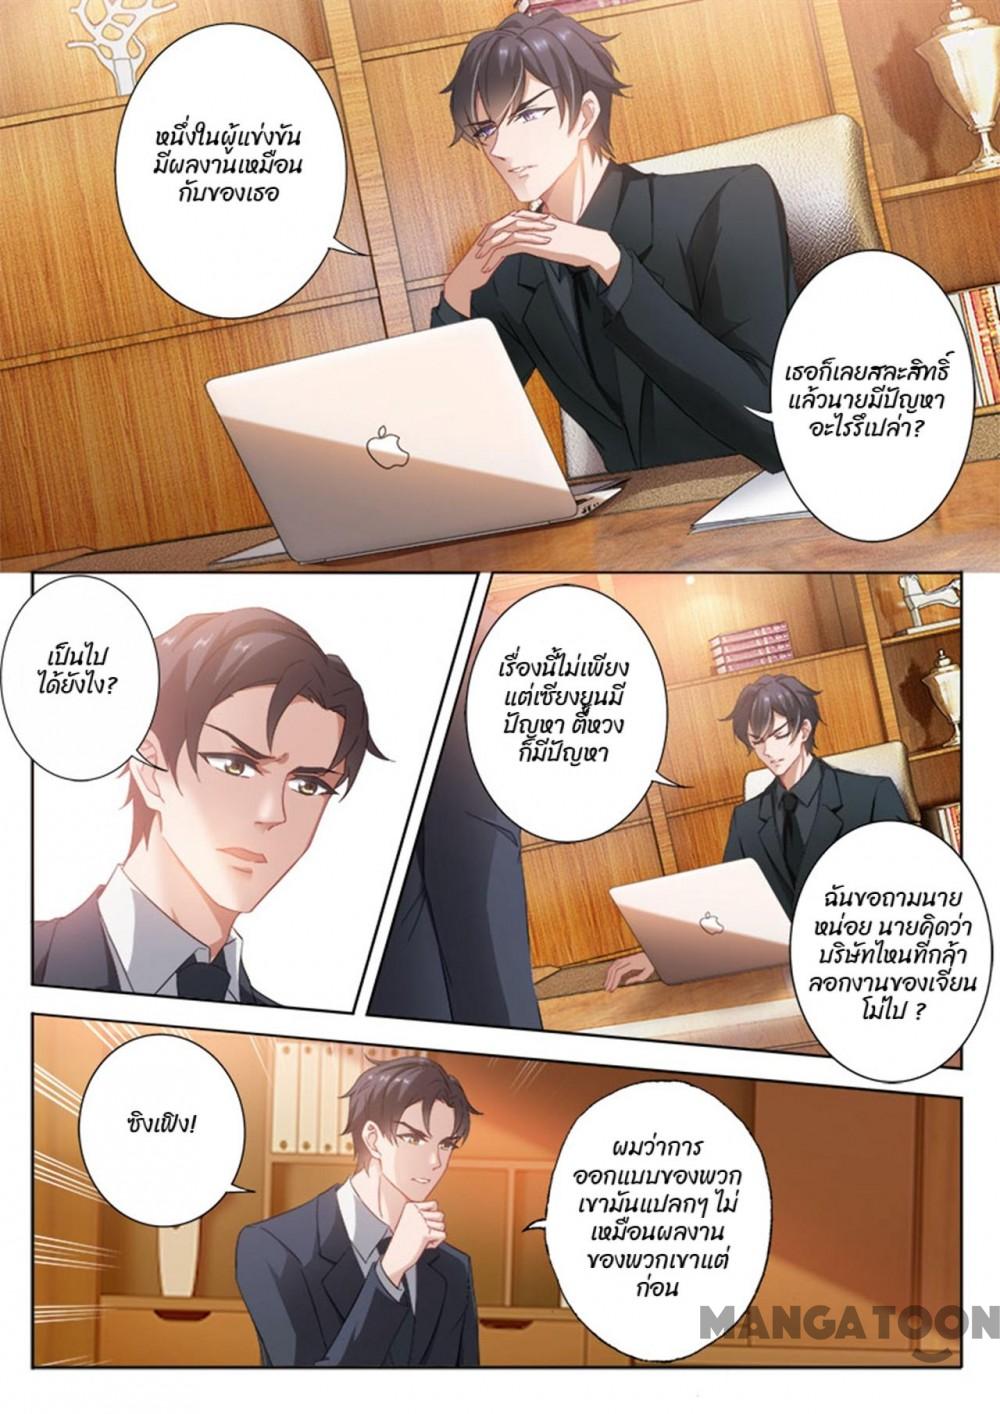 หนึ่งในผู้แข่งขัน
มีผลงานเหมือน
กับของเธอ
เธอก็เลยสละสิทธิ์
แล้วนายมีปัญหา
อะไรรึเปล่า?
เป็นไป
ได้ยังไง?
เรื่องนี้ไม่เพียง
แต่เซียงยูนมี
ปัญหา ตี้หวง
ก็มีปัญหา
ฉันขอถามนาย
หน่อย นายคิดว่า
บริษัทไหนที่กล้า
ลอกงานของเจี่ยน
โม่ไป ?
ซิงเฟิง!
ผมว่าการ
ออกแบบของพวก
เขามันแปลกๆ ไม่
เหมือนผลงาน
ของพวกเขาแต่
ก่อน
MANGATOON